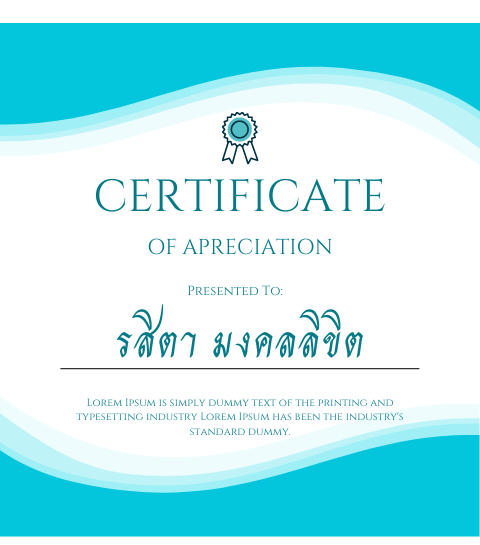 CERTIFICATE
OF APRECIATION
Presented To:
รสิตา มงคลลิขิต
Lorem Ipsum is simply dummy text of the printing and
typesetting industry Lorem Ipsum has been the industry's
standard dummy.